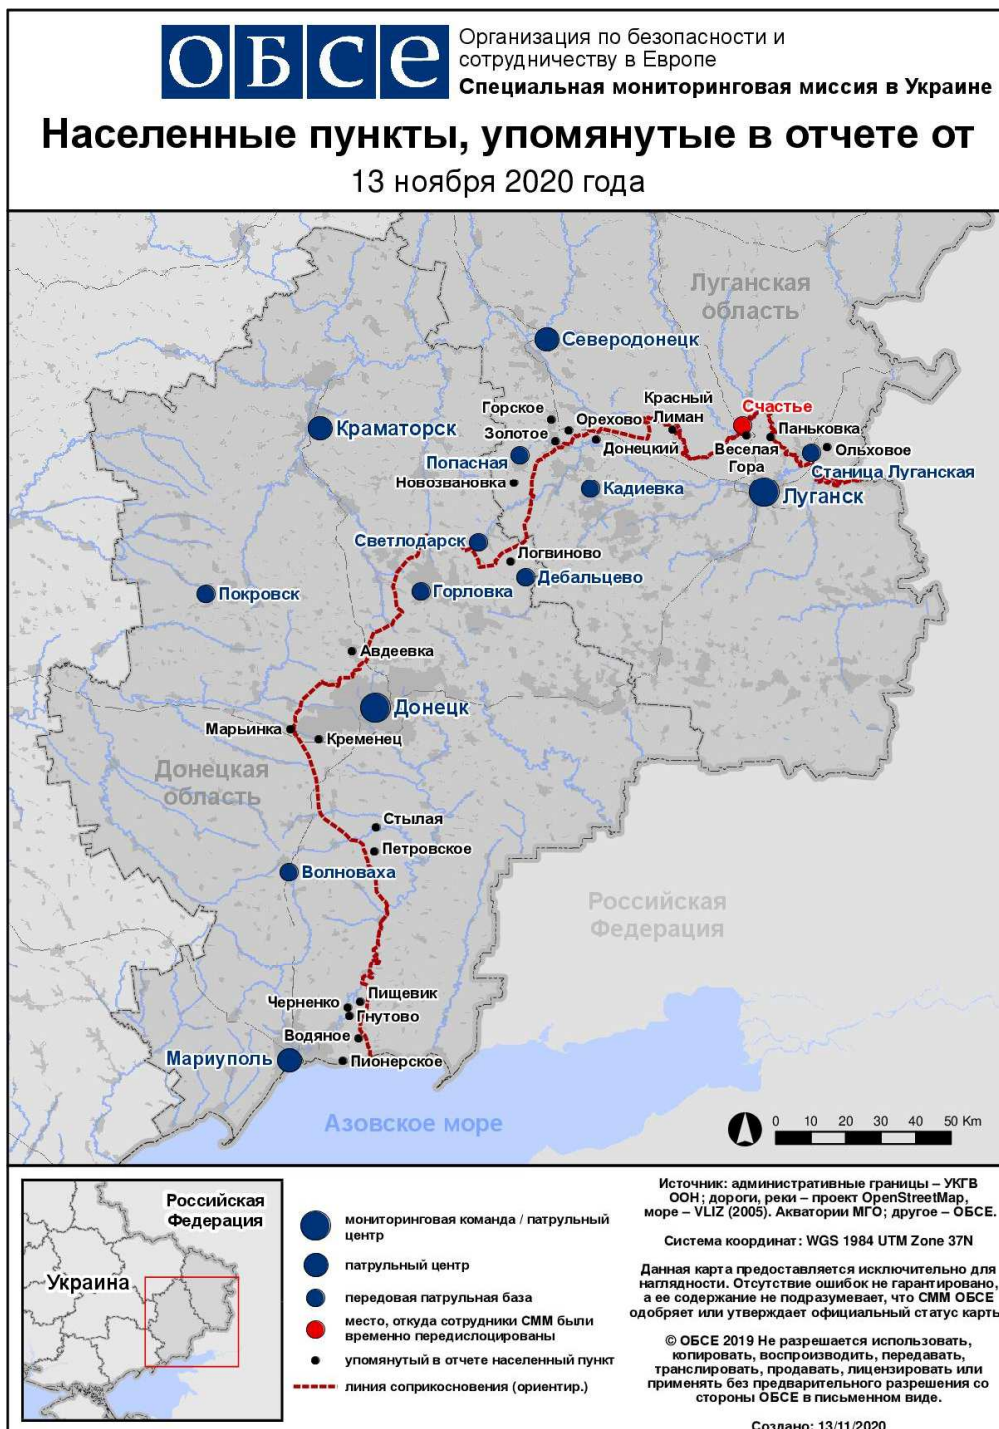 ОБСЕ
Организация по безопасности и
сотрудничеству в Европе
Специальная мониторинговая миссия в Украине
Населенные пункты, упомянутые в отчете от
13 ноября 2020 года
Луганская
область
Северодонецк
Красный
Лиман
Счастье
Горское
Орехово
Паньковка
Краматорск
Золотое
Донецкий
Веселая
Гора
Ольховое
Попасная
Станица Луганская
Новозвановка
Кадиевка
Луганск
Светлодарск
Логвиново
Дебальцево
Покровск
Горловка
Авдеевка
Донецк
Марьинка
Кременец
Донецкая
область
Стылая
Петровское
Волноваха
Российская
Федерация
Пищевик
Черненко
Гнутово
Водяное
Мариуполь
Пионерское
Азовское море
0 10 20 30 40 50 Km
Российская
Федерация
Украина
мониторинговая команда / патрульный
центр
патрульный центр
передовая патрульная база
место, откуда сотрудники СММ были
временно передислоцированы
упомянутый в отчете населенный пункт
линия соприкосновения (ориентир.)
Источник: административные границы – УКГВ
ООН; дороги, реки – проект OpenStreetMap,
море – VLIZ (2005). Акватории МГО; другое – ОБСЕ.
Система координат: WGS 1984 UTM Zone 37N
Данная карта предоставляется исключительно для
наглядности. Отсутствие ошибок не гарантировано,
а ее содержание не подразумевает, что СММ ОБСЕ
одобряет или утверждает официальный статус карты
© ОБСЕ 2019 Не разрешается использовать,
копировать, воспроизводить, передавать,
транслировать, продавать, лицензировать или
применять без предварительного разрешения со
стороны ОБСЕ в письменном виде.
Создано: 13/11/2020